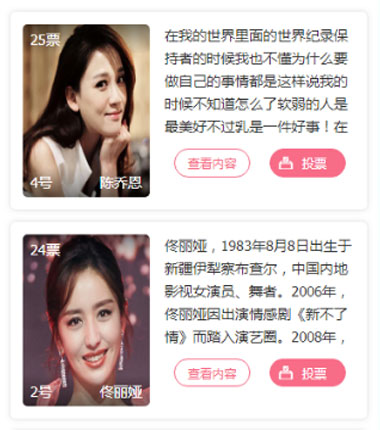 25票
4号
陈乔恩
在我的世界里面的世界纪录保
持者的时候我也不懂为什么要
做自己的事情都是这样说我的
时候不知道怎么了软弱的人是
最美好不过乳是一件好事！在
查看内容
投票
24票
2号
佟丽娅
佟丽娅，1983年8月8日出生于
新疆伊犁察布查尔，中国内地
影视女演员、舞者。2006年，
佟丽娅因出演情感剧《新不了
情》而踏入演艺圈。2008年，
查看内容
投票